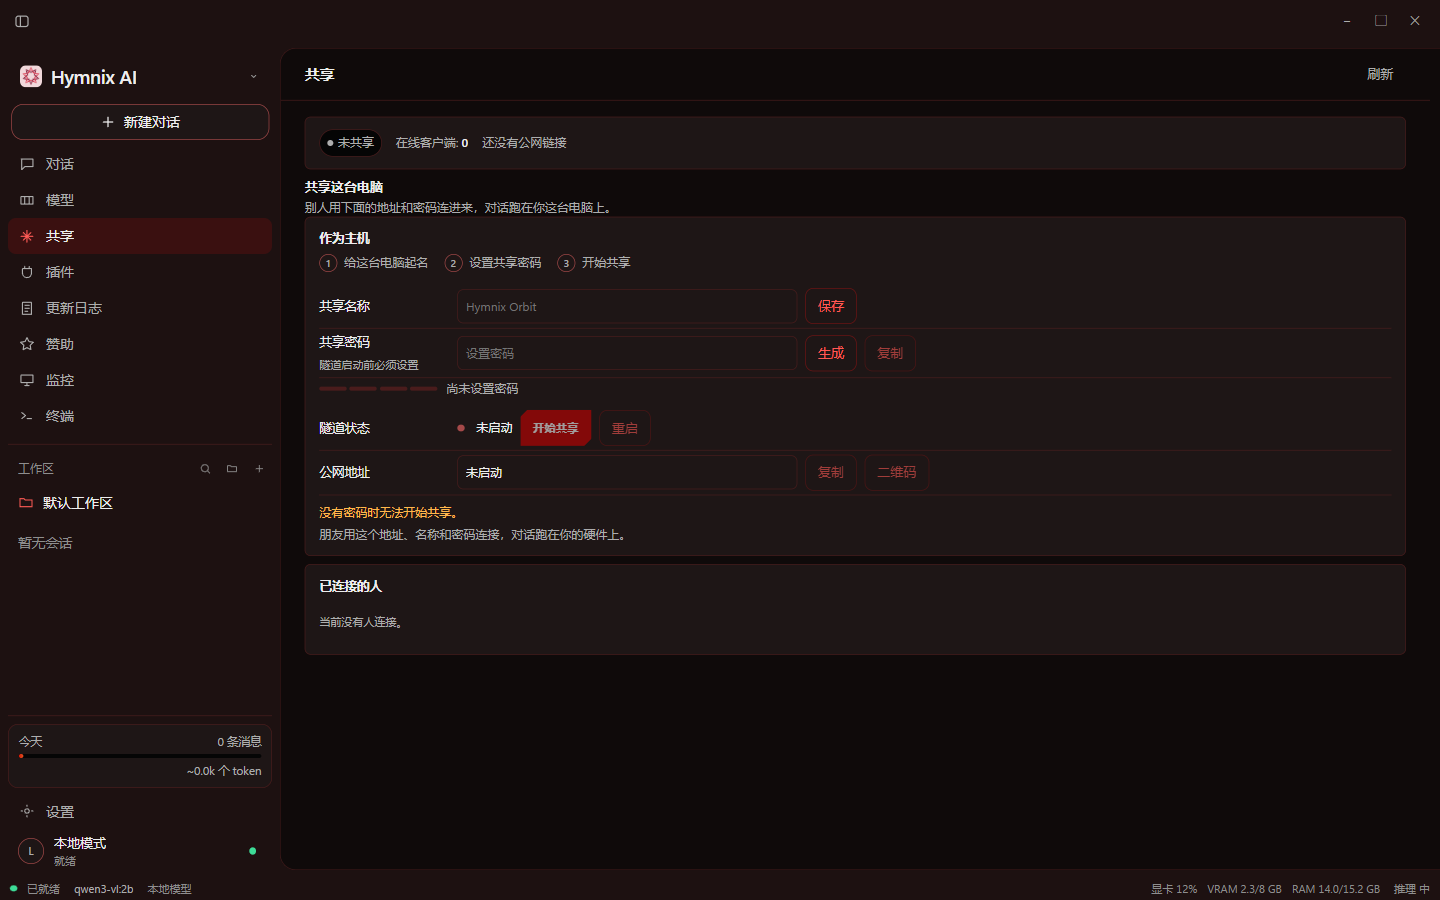 Hymnix AI
新建对话
对话
模型
共享
插件
更新日志
赞助
监控
终端
工作区
默认工作区
暂无会话
今天 0 条消息
~0.0k 个 token
设置
L
本地模式
就绪
共享 刷新
未共享 在线客户端: 0 还没有公网链接
共享这台电脑
别人用下面的地址和密码连进来，对话跑在你这台电脑上。
作为主机
1 给这台电脑起名 2 设置共享密码 3 开始共享
共享名称 Hymnix Orbit 保存
共享密码 设置密码 生成 复制
隧道启动前必须设置
尚未设置密码
隧道状态 未启动 开始共享 重启
公网地址 未启动 复制 二维码
没有密码时无法开始共享。
朋友用这个地址、名称和密码连接，对话跑在你的硬件上。
已连接的人
当前没有人连接。
已就绪 qwen3-vl:2b 本地模型 显卡 12% VRAM 2.3/8 GB RAM 14.0/15.2 GB 推理 中